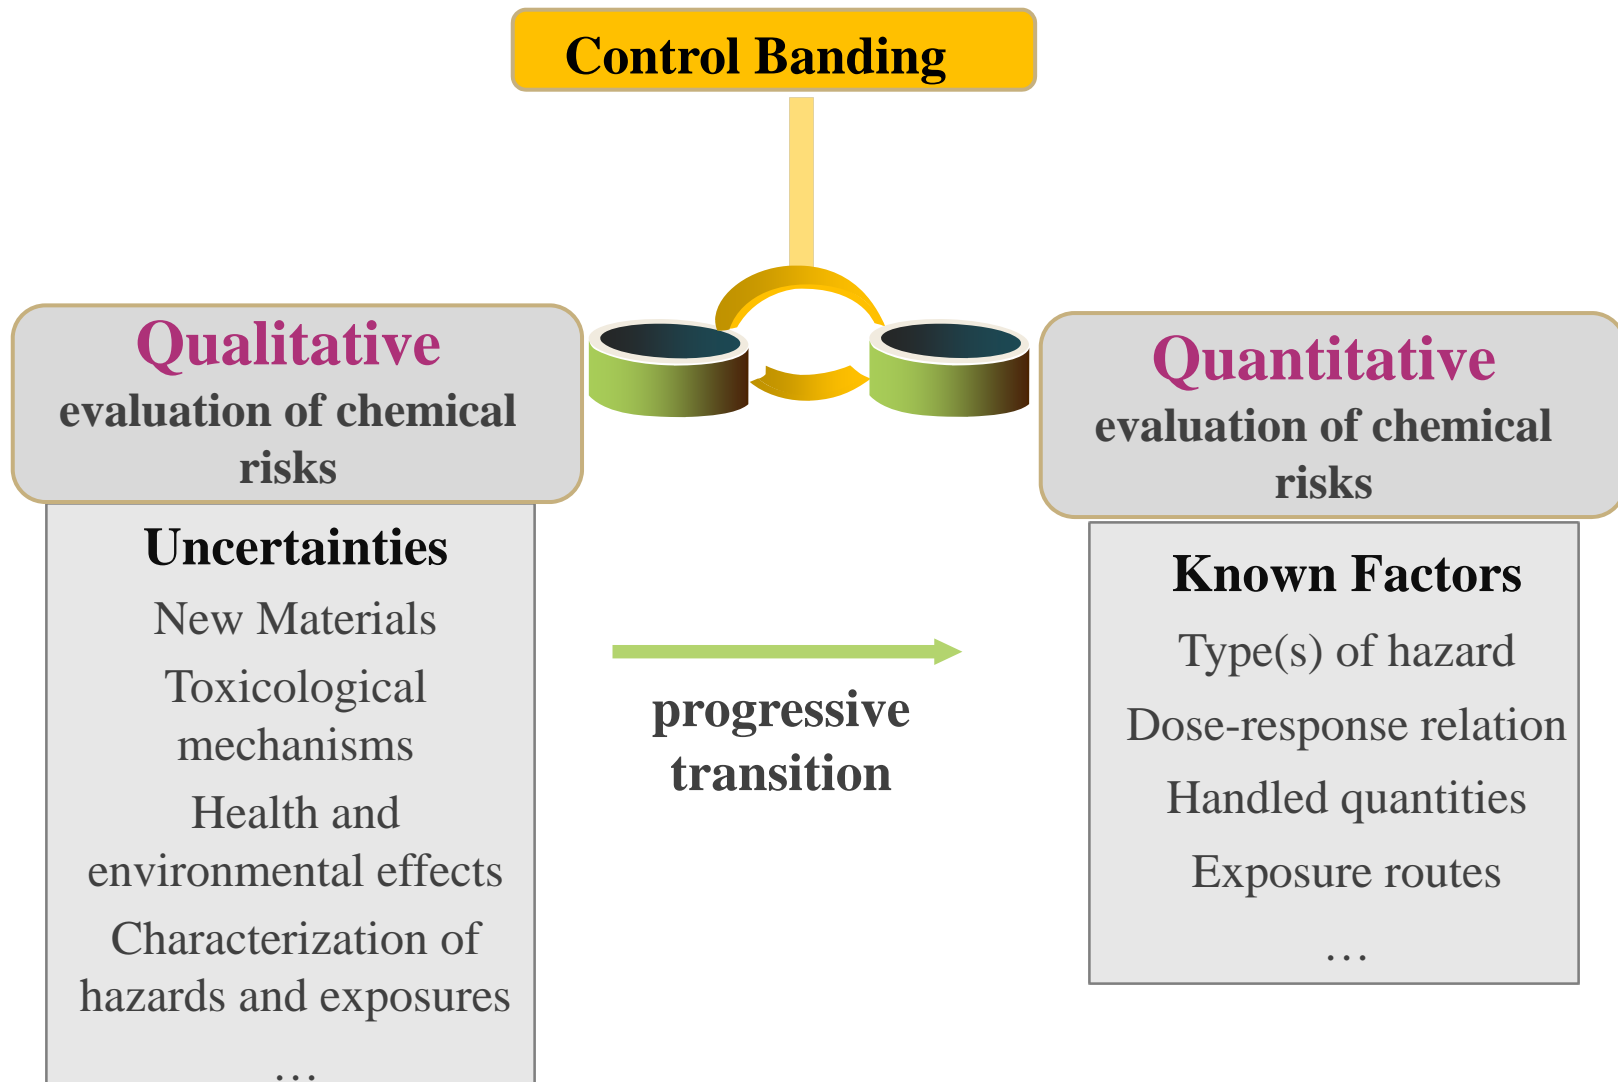 Control Banding
Qualitative
evaluation of chemical
risks
Uncertainties
New Materials
Toxicological
mechanisms
Health and
environmental effects
Characterization of
hazards and exposures
…
progressive
transition
Quantitative
evaluation of chemical
risks
Known Factors
Type(s) of hazard
Dose-response relation
Handled quantities
Exposure routes
…